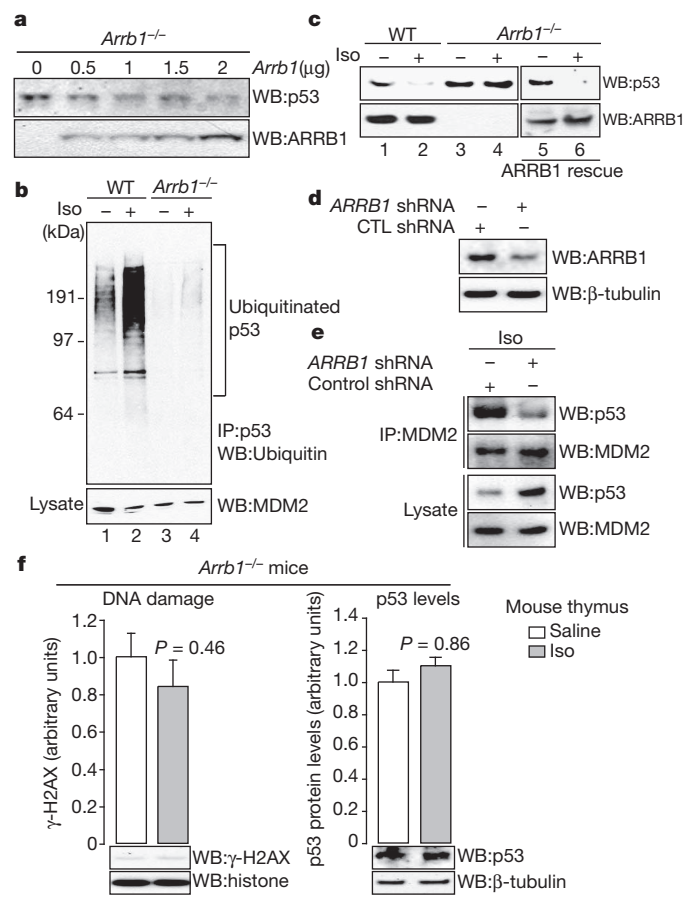 a
Arrb1–/–
0 0.5 1 1.5 2 Arrb1(μg)
WB:p53
WB:ARRB1
b
WT Arrb1–/–
Iso – + – +
(kDa)
191-
97 -
64 -
Ubiquitinated
p53
IP:p53
WB:Ubiquitin
Lysate WB:MDM2
1 2 3 4
c
WT Arrb1–/–
Iso – + – + – +
WB:p53
WB:ARRB1
1 2 3 4 5 6
ARRB1 rescue
d
ARRB1 shRNA – +
CTL shRNA + –
WB:ARRB1
WB:β-tubulin
e
Iso
ARRB1 shRNA – +
Control shRNA + –
IP:MDM2
WB:p53
WB:MDM2
Lysate
WB:p53
WB:MDM2
f
Arrb1–/– mice
DNA damage
γ-H2AX (arbitrary units)
1.2
1.0
0.8
0.6
0.4
0.2
0
P = 0.46
WB:γ-H2AX
WB:histone
p53 levels
p53 protein levels (arbitrary units)
1.4
1.2
1.0
0.8
0.6
0.4
0.2
0
P = 0.86
WB:p53
WB:β-tubulin
Mouse thymus
Saline
Iso